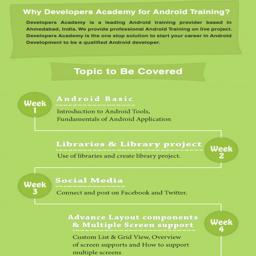 Why Developers Academy for Android Training?
Developers Academy is a leading Android training provider based in
Ahmedabad, India. We provide professional Android Training on live project.
Developers Academy is the one stop solution to start your career in Android
Development to be a qualified Android developer.
Topic to Be Covered
Week
1
Android Basic
Introduction to Android Tools,
Fundamentals of Android Application
Libraries & Library project
Use of libraries and create library project.
Week
2
Week
3
Social Media
Connect and post on Facebook and Twitter.
Advance Layout components
& Multiple Screen support
Custom List & Grid View, Overview
of screen supports and How to support
multiple screens
Week
4